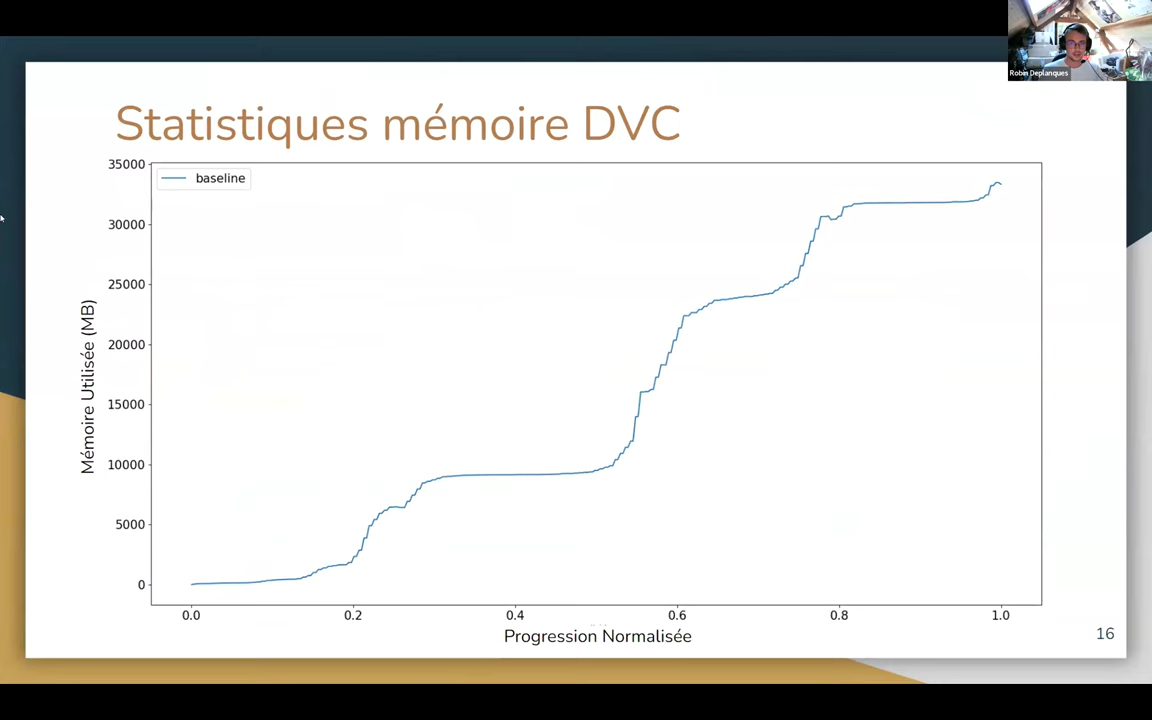 Robin Deplanques
Statistiques mémoire DVC
baseline
35000
30000
25000
20000
15000
10000
5000
0
Mémoire Utilisée (MB)
0.0 0.2 0.4 0.6 0.8 1.0
Progression Normalisée
16